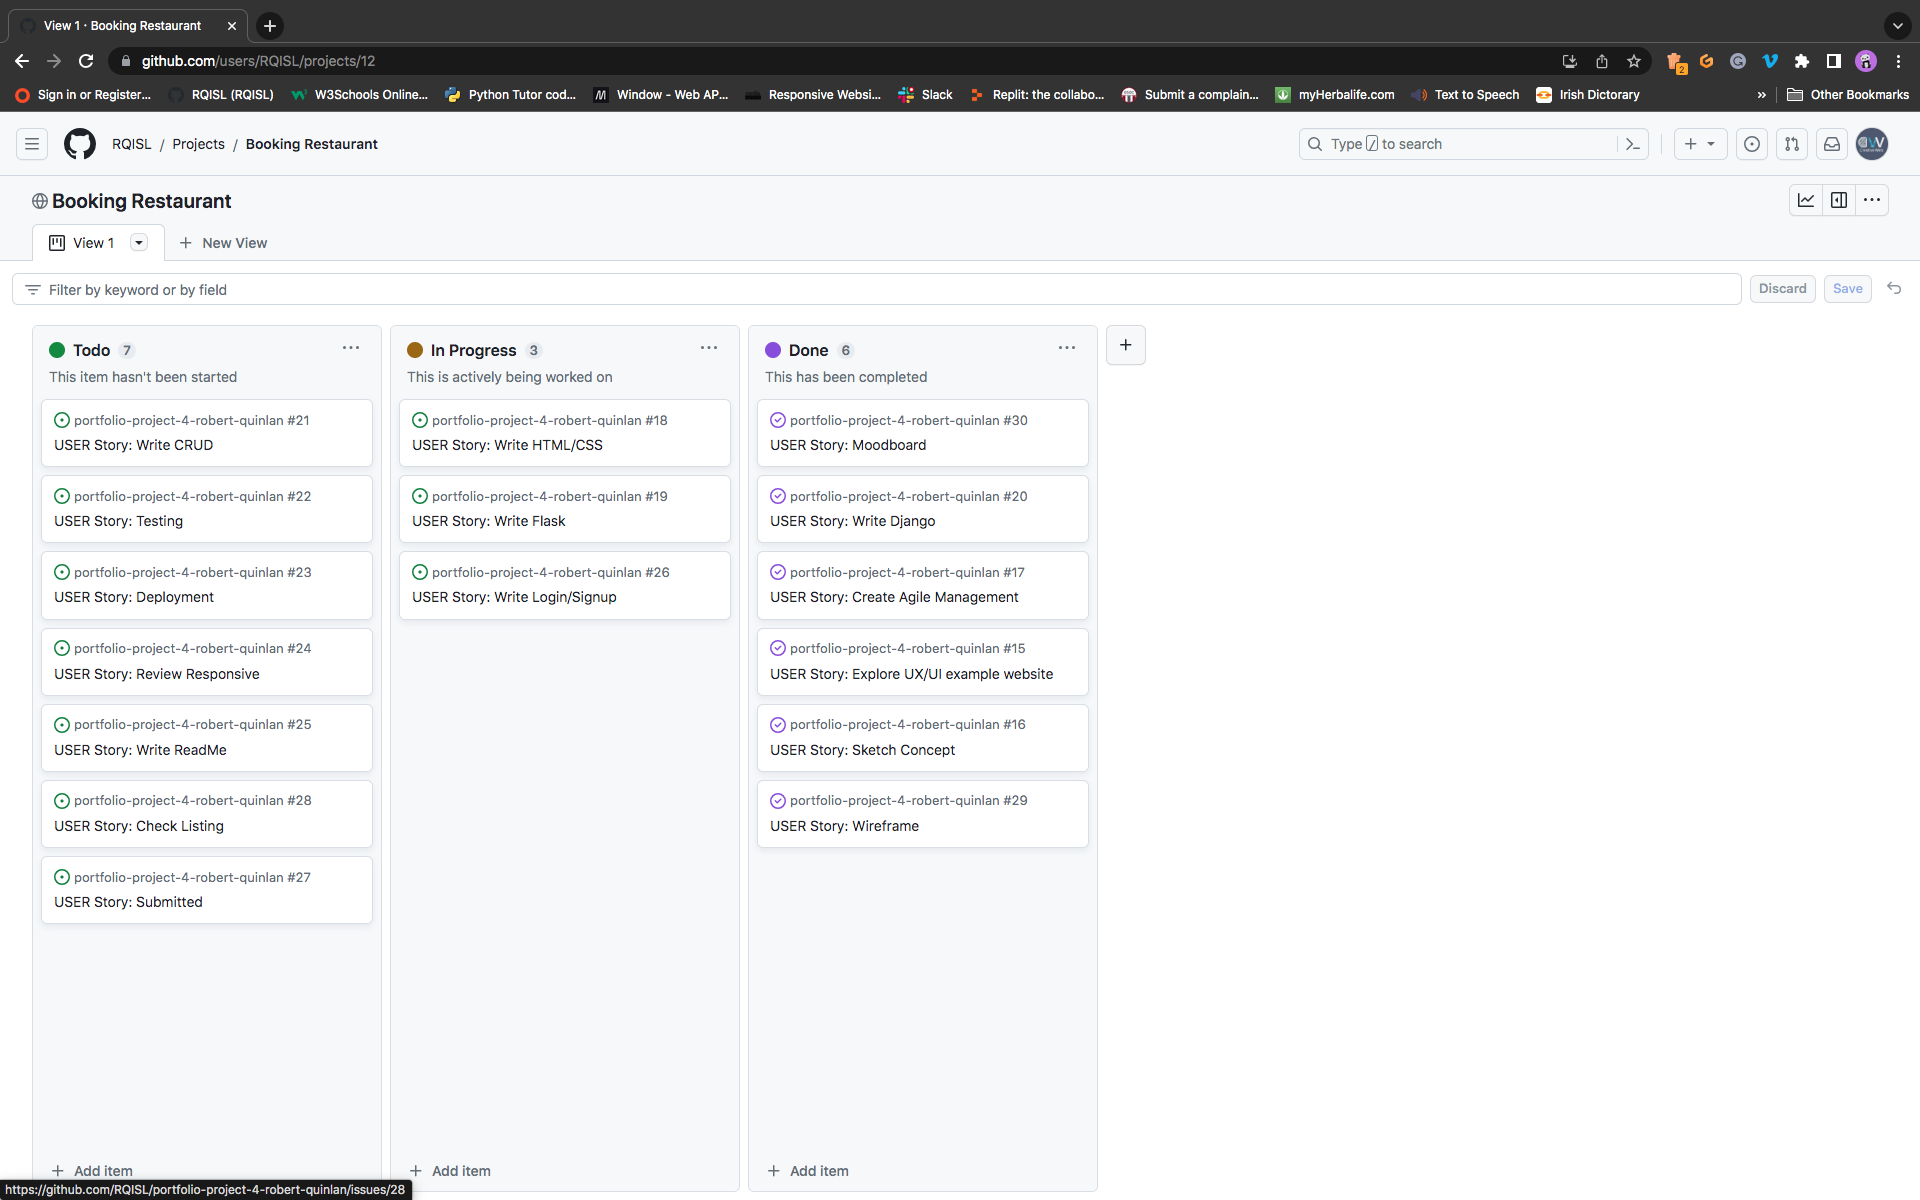 View 1 · Booking Restaurant
github.com/users/RQISL/projects/12
2
Sign in or Register...
RQISL (RQISL)
W3Schools Online...
Python Tutor cod...
Window - Web AP...
Responsive Websi...
Slack
Replit: the collabo...
Submit a complain...
myHerbalife.com
Text to Speech
Irish Dictorary
»
Other Bookmarks
RQISL / Projects / Booking Restaurant
Type / to search
Booking Restaurant
View 1
New View
Filter by keyword or by field
Discard
Save
Todo 7
This item hasn't been started
portfolio-project-4-robert-quinlan #21
USER Story: Write CRUD
portfolio-project-4-robert-quinlan #22
USER Story: Testing
portfolio-project-4-robert-quinlan #23
USER Story: Deployment
portfolio-project-4-robert-quinlan #24
USER Story: Review Responsive
portfolio-project-4-robert-quinlan #25
USER Story: Write ReadMe
portfolio-project-4-robert-quinlan #28
USER Story: Check Listing
portfolio-project-4-robert-quinlan #27
USER Story: Submitted
Add item
In Progress 3
This is actively being worked on
portfolio-project-4-robert-quinlan #18
USER Story: Write HTML/CSS
portfolio-project-4-robert-quinlan #19
USER Story: Write Flask
portfolio-project-4-robert-quinlan #26
USER Story: Write Login/Signup
Add item
Done 6
This has been completed
portfolio-project-4-robert-quinlan #30
USER Story: Moodboard
portfolio-project-4-robert-quinlan #20
USER Story: Write Django
portfolio-project-4-robert-quinlan #17
USER Story: Create Agile Management
portfolio-project-4-robert-quinlan #15
USER Story: Explore UX/UI example website
portfolio-project-4-robert-quinlan #16
USER Story: Sketch Concept
portfolio-project-4-robert-quinlan #29
USER Story: Wireframe
Add item
https://github.com/RQISL/portfolio-project-4-robert-quinlan/issues/28